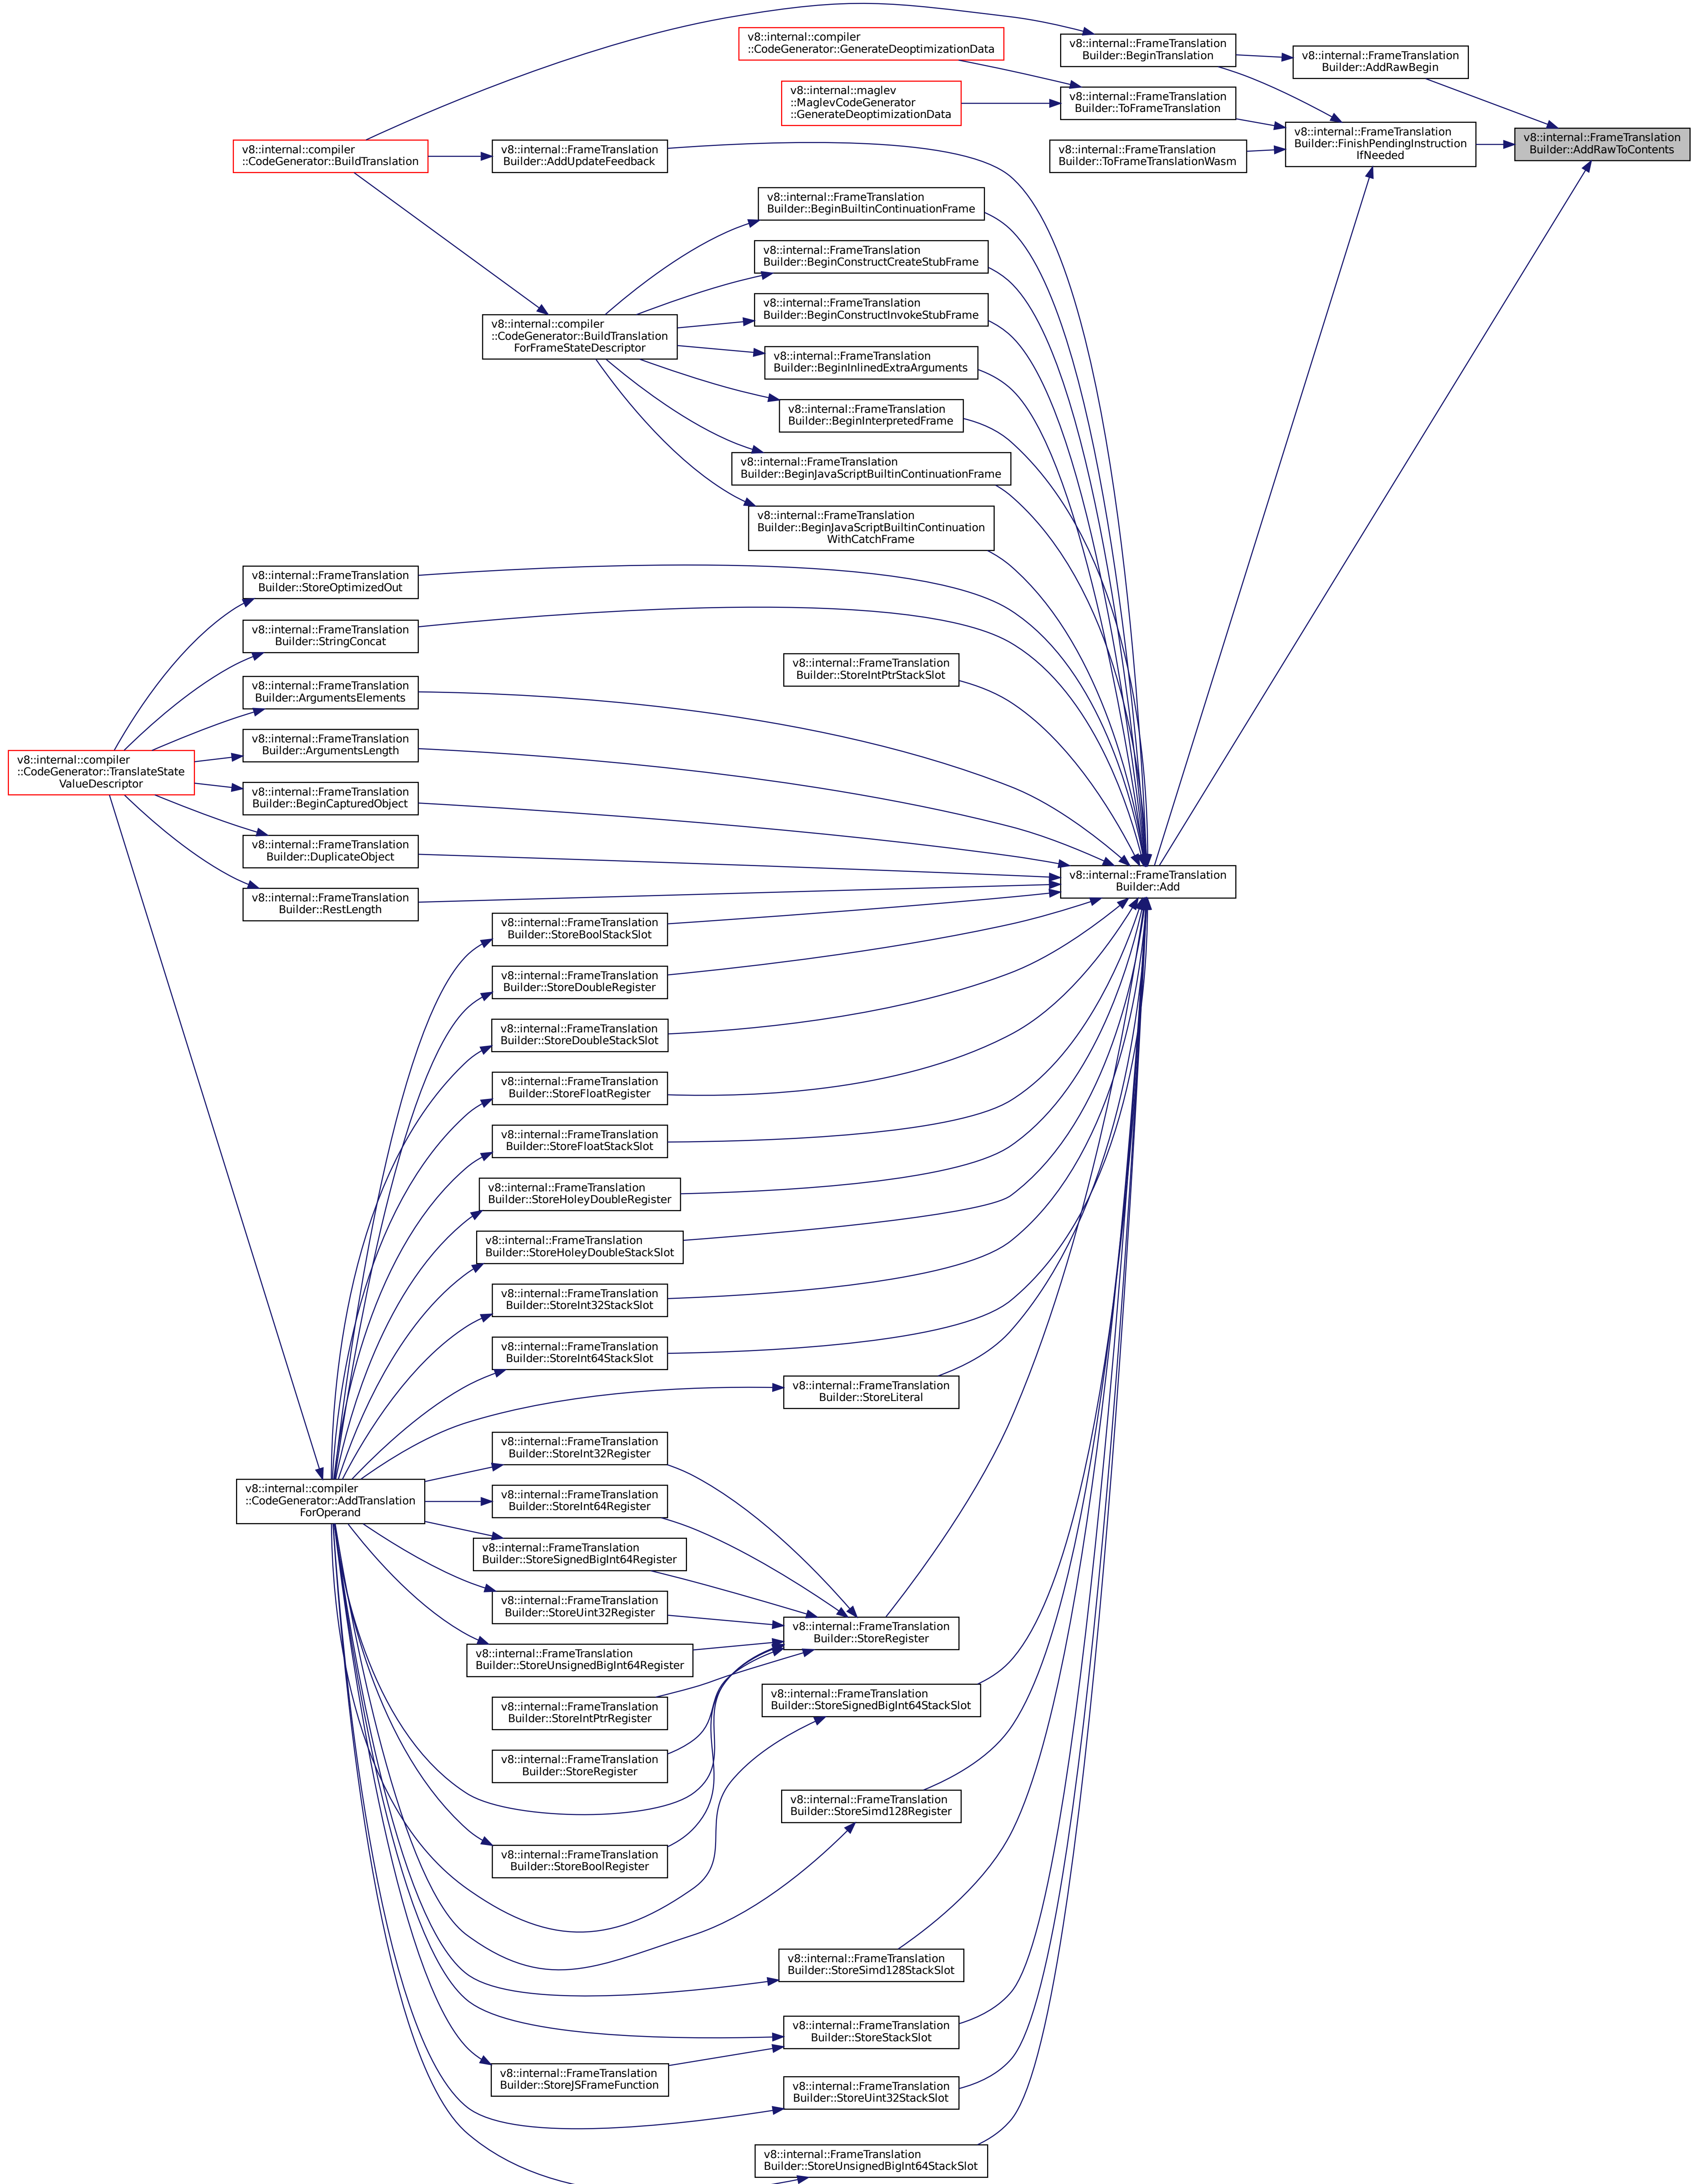 v8::internal::compiler
::CodeGenerator::GenerateDeoptimizationData
v8::internal::FrameTranslation
Builder::BeginTranslation
v8::internal::FrameTranslation
Builder::AddRawBegin
v8::internal::maglev
::MaglevCodeGenerator
::GenerateDeoptimizationData
v8::internal::FrameTranslation
Builder::ToFrameTranslation
v8::internal::FrameTranslation
Builder::FinishPendingInstruction
IfNeeded
v8::internal::FrameTranslation
Builder::AddRawToContents
v8::internal::compiler
::CodeGenerator::BuildTranslation
v8::internal::FrameTranslation
Builder::AddUpdateFeedback
v8::internal::FrameTranslation
Builder::ToFrameTranslationWasm
v8::internal::FrameTranslation
Builder::BeginBuiltinContinuationFrame
v8::internal::FrameTranslation
Builder::BeginConstructCreateStubFrame
v8::internal::FrameTranslation
Builder::BeginConstructInvokeStubFrame
v8::internal::compiler
::CodeGenerator::BuildTranslation
ForFrameStateDescriptor
v8::internal::FrameTranslation
Builder::BeginInlinedExtraArguments
v8::internal::FrameTranslation
Builder::BeginInterpretedFrame
v8::internal::FrameTranslation
Builder::BeginJavaScriptBuiltinContinuationFrame
v8::internal::FrameTranslation
Builder::BeginJavaScriptBuiltinContinuation
WithCatchFrame
v8::internal::FrameTranslation
Builder::StoreOptimizedOut
v8::internal::FrameTranslation
Builder::StringConcat
v8::internal::FrameTranslation
Builder::StoreIntPtrStackSlot
v8::internal::FrameTranslation
Builder::ArgumentsElements
v8::internal::FrameTranslation
Builder::ArgumentsLength
v8::internal::compiler
::CodeGenerator::TranslateState
ValueDescriptor
v8::internal::FrameTranslation
Builder::BeginCapturedObject
v8::internal::FrameTranslation
Builder::DuplicateObject
v8::internal::FrameTranslation
Builder::Add
v8::internal::FrameTranslation
Builder::RestLength
v8::internal::FrameTranslation
Builder::StoreBoolStackSlot
v8::internal::FrameTranslation
Builder::StoreDoubleRegister
v8::internal::FrameTranslation
Builder::StoreDoubleStackSlot
v8::internal::FrameTranslation
Builder::StoreFloatRegister
v8::internal::FrameTranslation
Builder::StoreFloatStackSlot
v8::internal::FrameTranslation
Builder::StoreHoleyDoubleRegister
v8::internal::FrameTranslation
Builder::StoreHoleyDoubleStackSlot
v8::internal::FrameTranslation
Builder::StoreInt32StackSlot
v8::internal::FrameTranslation
Builder::StoreInt64StackSlot
v8::internal::FrameTranslation
Builder::StoreLiteral
v8::internal::FrameTranslation
Builder::StoreInt32Register
v8::internal::compiler
::CodeGenerator::AddTranslation
ForOperand
v8::internal::FrameTranslation
Builder::StoreInt64Register
v8::internal::FrameTranslation
Builder::StoreSignedBigInt64Register
v8::internal::FrameTranslation
Builder::StoreUint32Register
v8::internal::FrameTranslation
Builder::StoreRegister
v8::internal::FrameTranslation
Builder::StoreUnsignedBigInt64Register
v8::internal::FrameTranslation
Builder::StoreSignedBigInt64StackSlot
v8::internal::FrameTranslation
Builder::StoreIntPtrRegister
v8::internal::FrameTranslation
Builder::StoreRegister
v8::internal::FrameTranslation
Builder::StoreSimd128Register
v8::internal::FrameTranslation
Builder::StoreBoolRegister
v8::internal::FrameTranslation
Builder::StoreSimd128StackSlot
v8::internal::FrameTranslation
Builder::StoreStackSlot
v8::internal::FrameTranslation
Builder::StoreJSFrameFunction
v8::internal::FrameTranslation
Builder::StoreUint32StackSlot
v8::internal::FrameTranslation
Builder::StoreUnsignedBigInt64StackSlot